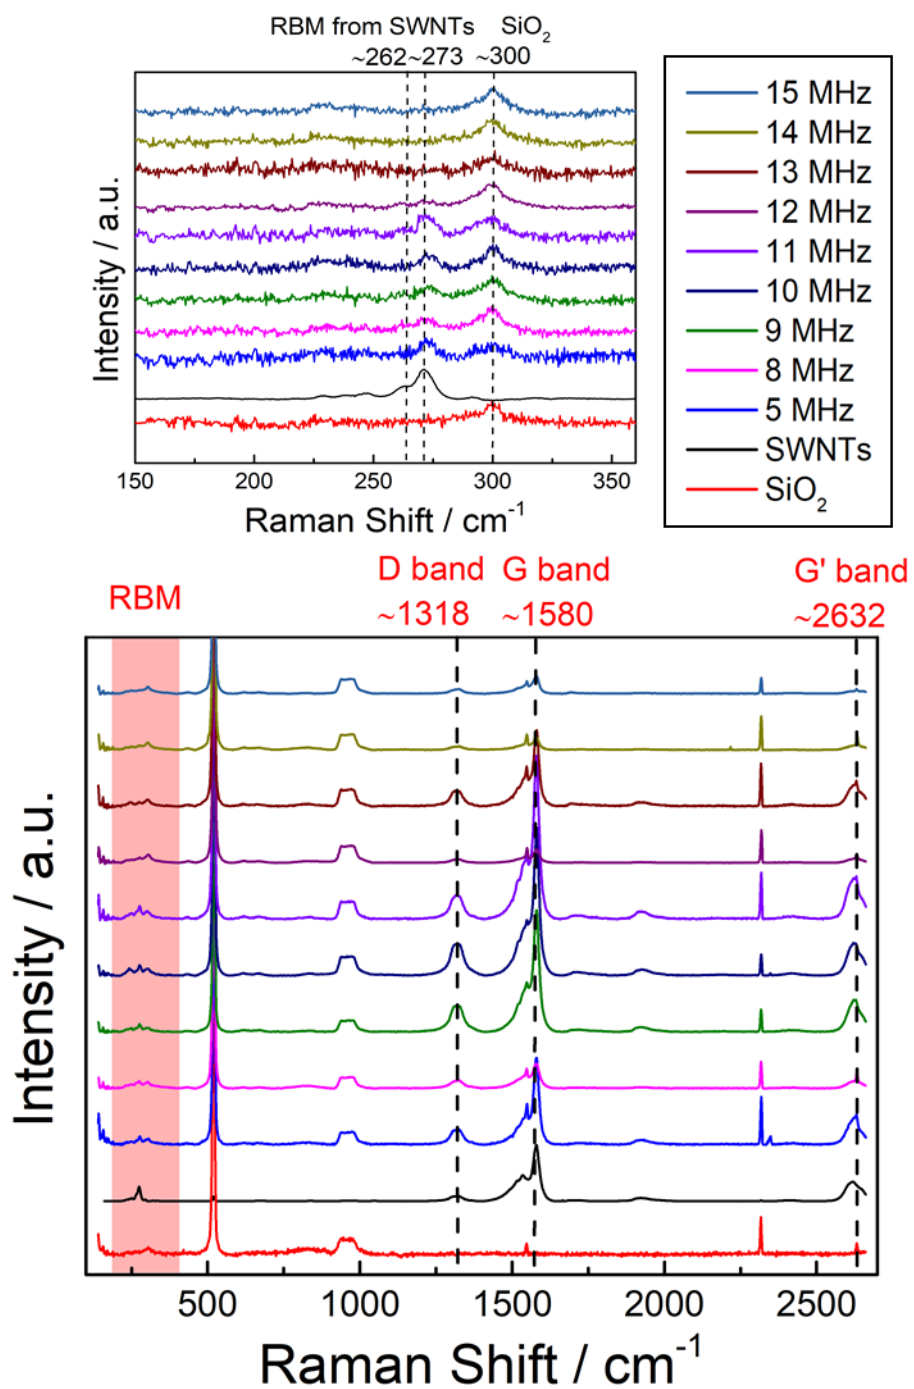 RBM from SWNTs SiO₂
~262~273 ~300
Intensity / a.u.
150 200 250 300 350
Raman Shift / cm⁻¹
15 MHz
14 MHz
13 MHz
12 MHz
11 MHz
10 MHz
9 MHz
8 MHz
5 MHz
SWNTs
SiO₂
RBM
D band
~1318
G band
~1580
G' band
~2632
Intensity / a.u.
500 1000 1500 2000 2500
Raman Shift / cm⁻¹